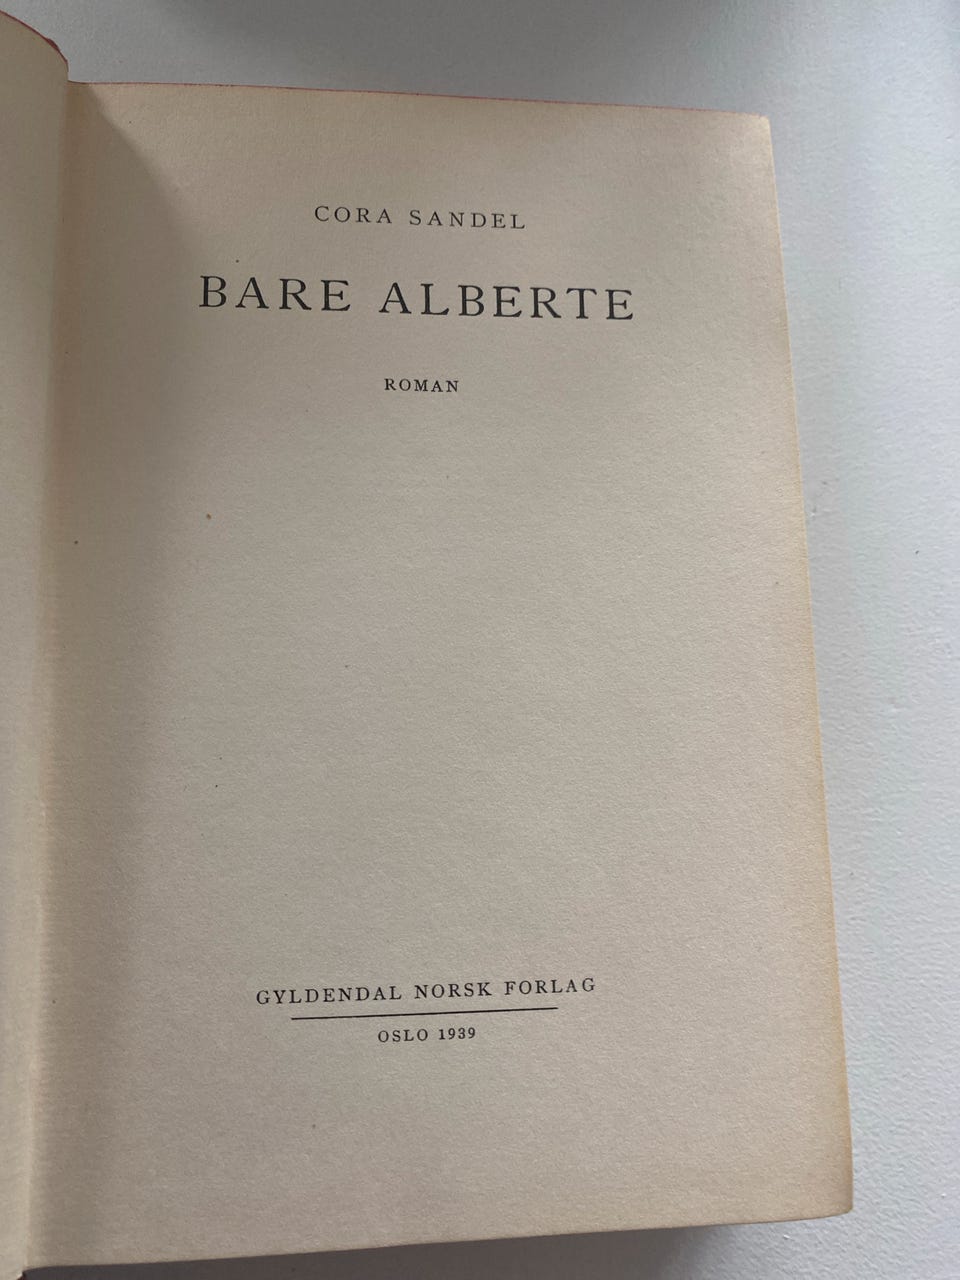 CORA SANDEL
BARE ALBERTE
ROMAN
GYLDENDAL NORSK FORLAG
OSLO 1939